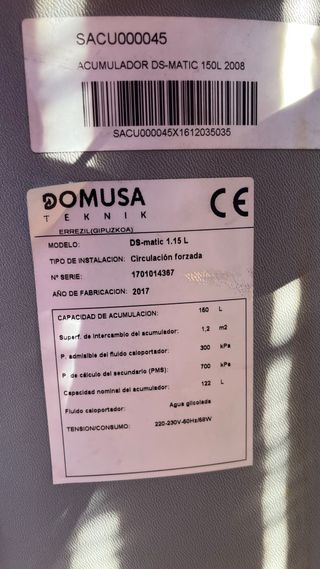 SACU000045
ACUMULADOR DS-MATIC 150L 2008
SACU000045X1612035035
DOMUSA
TEKNIK
CE
ERREZIL(GIPUZKOA)
MODELO: DS-matic 1.15 L
TIPO DE INSTALACION: Circulación forzada
Nº SERIE: 1701014367
AÑO DE FABRICACION: 2017
CAPACIDAD DE ACUMULACION: 150 L
Superf. de intercambio del acumulador: 1,2 m2
P. admisible del fluido caloportador: 300 kPa
P. de cálculo del secundario (PMS): 700 kPa
Capacidad nominal del acumulador: 122 L
Fluido caloportador: Agua glicolada
TENSION/CONSUMO: 220-230V-50Hz/68W